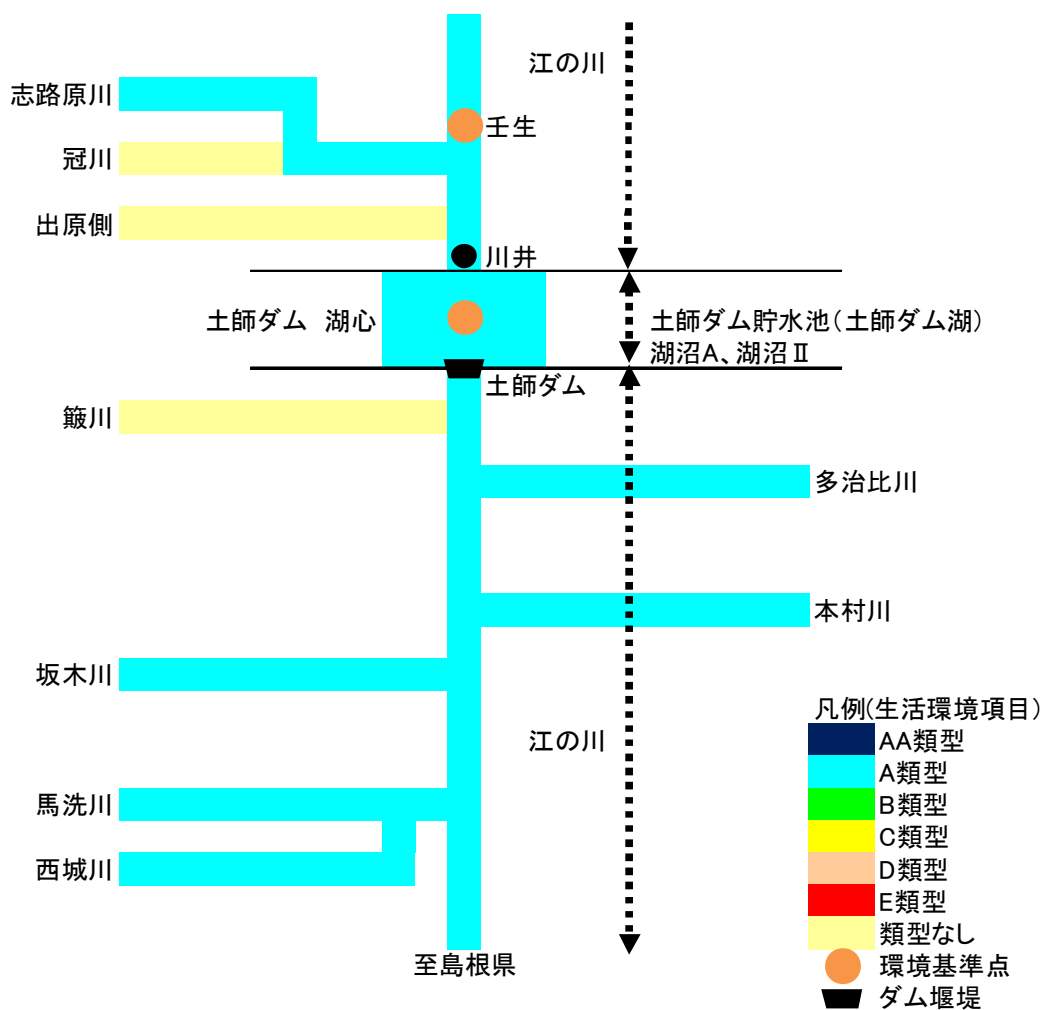 江の川
志路原川
壬生
冠川
出原側
川井
土師ダム 湖心
土師ダム貯水池(土師ダム湖)
湖沼A、湖沼Ⅱ
土師ダム
簸川
多治比川
本村川
坂木川
江の川
馬洗川
西城川
至島根県
凡例(生活環境項目)
AA類型
A類型
B類型
C類型
D類型
E類型
類型なし
環境基準点
ダム堰堤